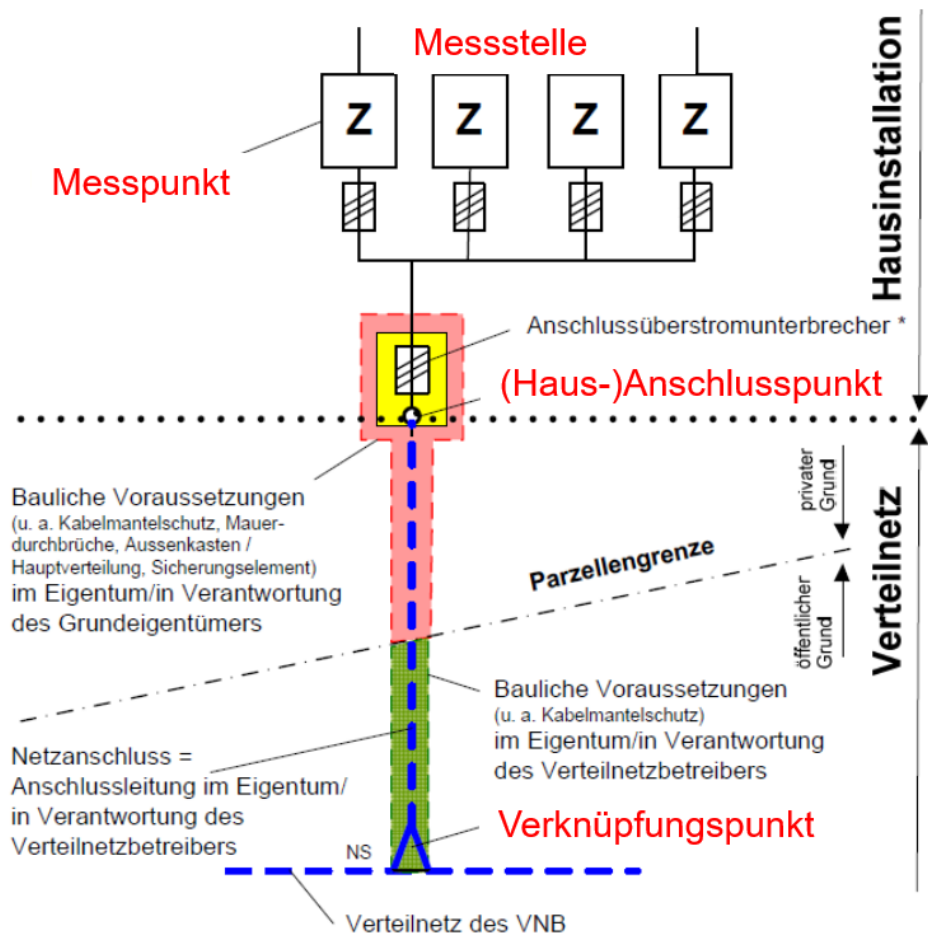 Messstelle
Z
Z
Z
Z
Messpunkt
Hausinstallation
Anschlussüberstromunterbrecher *
(Haus-)Anschlusspunkt
Bauliche Voraussetzungen
(u. a. Kabelmantelschutz, Mauer-
durchbrüche, Aussenkasten /
Hauptverteilung, Sicherungselement)
im Eigentum/in Verantwortung
des Grundeigentümers
privater
Grund
Parzellengrenze
öffentlicher
Grund
Verteilnetz
Bauliche Voraussetzungen
(u. a. Kabelmantelschutz)
im Eigentum/in Verantwortung
des Verteilnetzbetreibers
Netzanschluss =
Anschlussleitung im Eigentum/
in Verantwortung des
Verteilnetzbetreibers
Verknüpfungspunkt
NS
Verteilnetz des VNB